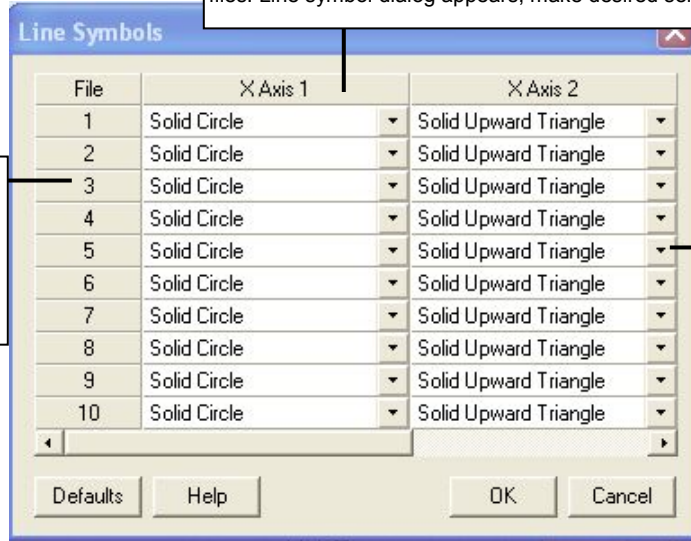 files. Line symbol dialog appears; make desired
Line Symbols
File X Axis 1 X Axis 2
1 Solid Circle Solid Upward Triangle
2 Solid Circle Solid Upward Triangle
3 Solid Circle Solid Upward Triangle
4 Solid Circle Solid Upward Triangle
5 Solid Circle Solid Upward Triangle
6 Solid Circle Solid Upward Triangle
7 Solid Circle Solid Upward Triangle
8 Solid Circle Solid Upward Triangle
9 Solid Circle Solid Upward Triangle
10 Solid Circle Solid Upward Triangle
Defaults Help OK Cancel